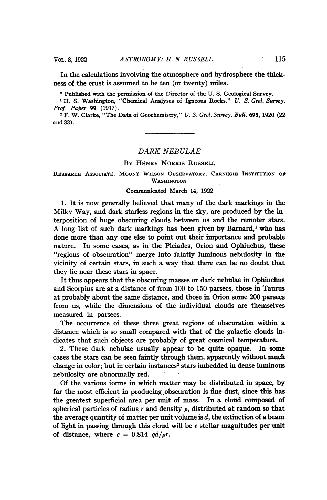 Vol. 8, 1922 ASTRONOMY: H. N. RUSSELL 115
In the calculations involving the atmosphere and hydrosphere the thick-
ness of the crust is assumed to be ten (or twenty) miles.
* Published with the permission of the Director of the U. S. Geological Survey.
¹ H. S. Washington, "Chemical Analyses of Igneous Rocks," U. S. Geol. Survey.
Prof. Paper 99 (1917).
² F. W. Clarke, "The Data of Geochemistry," U. S. Geol. Survey. Bull. 695, 1920 (22
and 33).
DARK NEBULAE
By Henry Norris Russell
Research Associate, Mount Wilson Observatory, Carnegie Institution of
Washington
Communicated March 14, 1922
1. It is now generally believed that many of the dark markings in the
Milky Way, and dark starless regions in the sky, are produced by the in-
terposition of huge obscuring clouds between us and the remoter stars.
A long list of such dark markings has been given by Barnard,¹ who has
done more than any one else to point out their importance and probable
nature. In some cases, as in the Pleiades, Orion and Ophiuchus, these
"regions of obscuration" merge into faintly luminous nebulosity in the
vicinity of certain stars, in such a way that there can be no doubt that
they lie near these stars in space.
It thus appears that the obscuring masses or dark nebulas in Ophiuchus
and Scorpius are at a distance of from 100 to 150 parsecs, those in Taurus
at probably about the same distance, and those in Orion some 200 parsecs
from us, while the dimensions of the individual clouds are themselves
measured in parsecs.
The occurrence of these three great regions of obscuration within a
distance which is so small compared with that of the galactic clouds in-
dicates that such objects are probably of great cosmical importance.
2. These dark nebulae usually appear to be quite opaque. In some
cases the stars can be seen faintly through them, apparently without much
change in color; but in certain instances² stars imbedded in dense luminous
nebulosity are abnormally red.
Of the various forms in which matter may be distributed in space, by
far the most efficient in producing obscuration is fine dust, since this has
the greatest superficial area per unit of mass. In a cloud composed of
spherical particles of radius r and density ρ, distributed at random so that
the average quantity of matter per unit volume is d, the extinction of a beam
of light in passing through this cloud will be e stellar magnitudes per unit
of distance, where e = 0.814 qd/ρr.